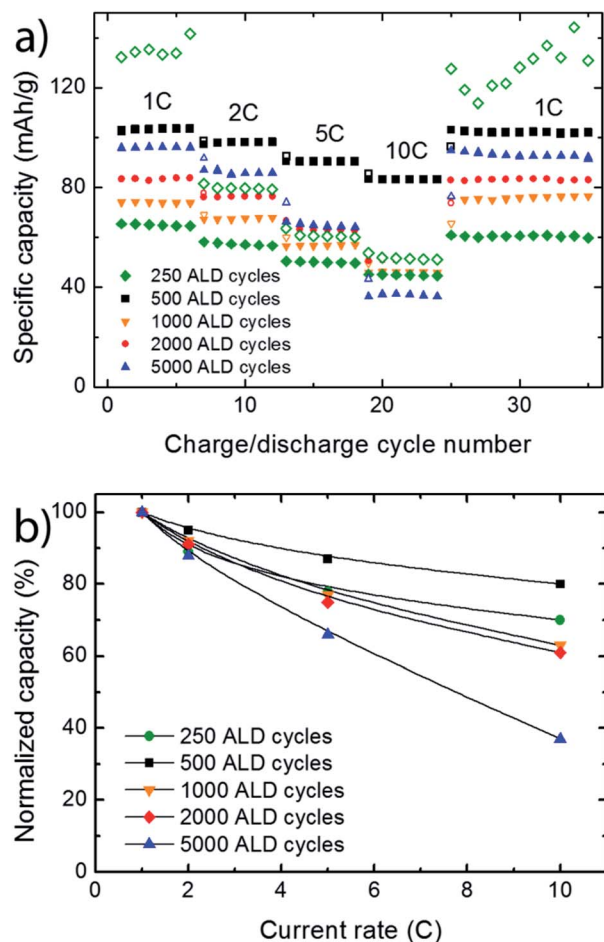 a)
Specific capacity (mAh/g)
0
40
80
120
1C
2C
5C
10C
1C
250 ALD cycles
500 ALD cycles
1000 ALD cycles
2000 ALD cycles
5000 ALD cycles
0
10
20
30
Charge/discharge cycle number
b)
Normalized capacity (%)
100
80
60
40
20
0
250 ALD cycles
500 ALD cycles
1000 ALD cycles
2000 ALD cycles
5000 ALD cycles
0
2
4
6
8
10
Current rate (C)